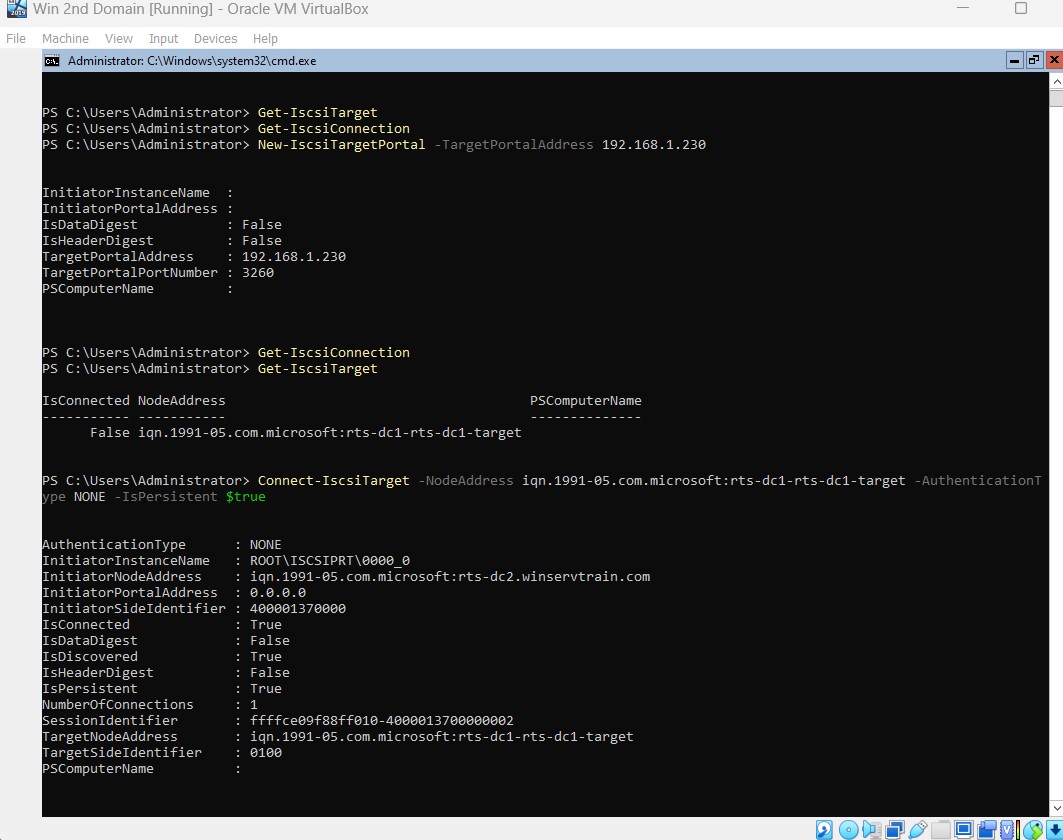 Win 2nd Domain [Running] - Oracle VM VirtualBox
File Machine View Input Devices Help
Administrator: C:\Windows\system32\cmd.exe
PS C:\Users\Administrator> Get-IscsiTarget
PS C:\Users\Administrator> Get-IscsiConnection
PS C:\Users\Administrator> New-IscsiTargetPortal -TargetPortalAddress 192.168.1.230
InitiatorInstanceName  :
InitiatorPortalAddress :
IsDataDigest           : False
IsHeaderDigest         : False
TargetPortalAddress    : 192.168.1.230
TargetPortalPortNumber : 3260
PSComputerName         :
PS C:\Users\Administrator> Get-IscsiConnection
PS C:\Users\Administrator> Get-IscsiTarget
IsConnected NodeAddress                                      PSComputerName
----------- -----------                                      --------------
      False iqn.1991-05.com.microsoft:rts-dc1-rts-dc1-target
PS C:\Users\Administrator> Connect-IscsiTarget -NodeAddress iqn.1991-05.com.microsoft:rts-dc1-rts-dc1-target -AuthenticationT
ype NONE -IsPersistent $true
AuthenticationType      : NONE
InitiatorInstanceName   : ROOT\ISCSIPRT\0000_0
InitiatorNodeAddress    : iqn.1991-05.com.microsoft:rts-dc2.winservtrain.com
InitiatorPortalAddress  : 0.0.0.0
InitiatorSideIdentifier : 400001370000
IsConnected             : True
IsDataDigest            : False
IsDiscovered            : True
IsHeaderDigest          : False
IsPersistent            : True
NumberOfConnections     : 1
SessionIdentifier       : ffffce09f88ff010-4000013700000002
TargetNodeAddress       : iqn.1991-05.com.microsoft:rts-dc1-rts-dc1-target
TargetSideIdentifier    : 0100
PSComputerName          :